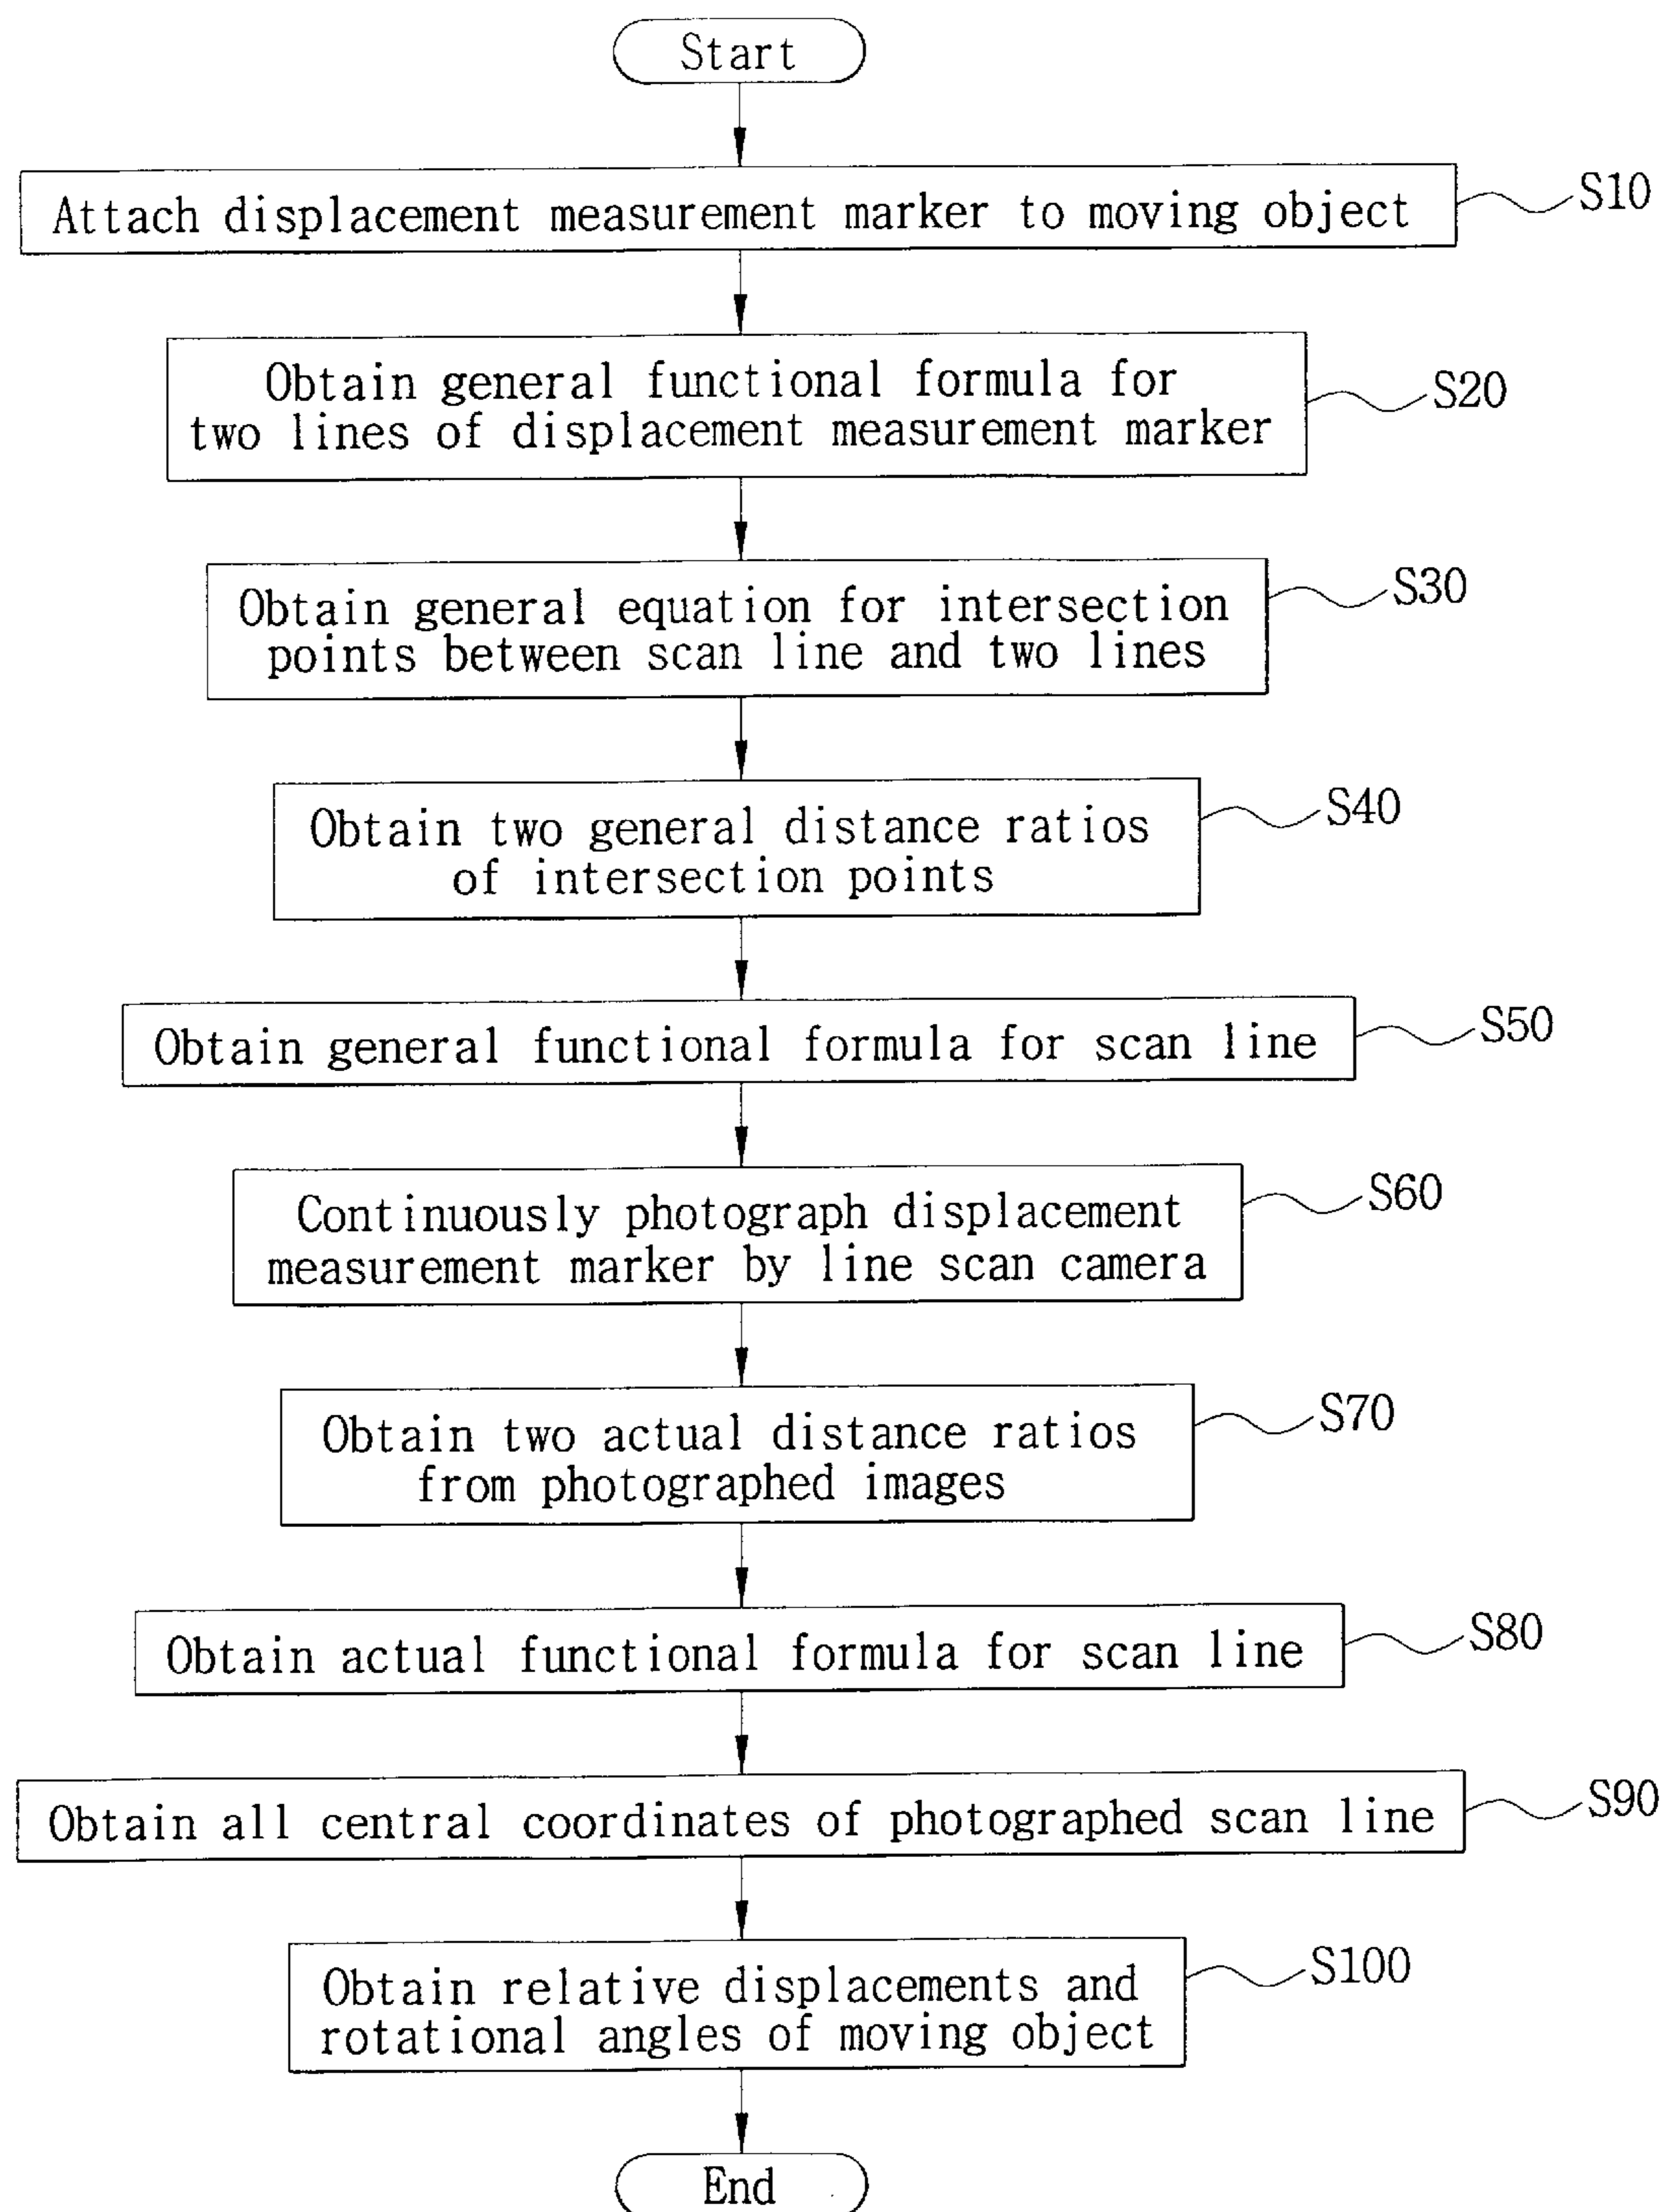 Start
Attach displacement measurement marker to moving object
S10
Obtain general functional formula for
two lines of displacement measurement marker
S20
Obtain general equation for intersection
points between scan line and two lines
S30
Obtain two general distance ratios
of intersection points
S40
Obtain general functional formula for scan line
S50
Continuously photograph displacement
measurement marker by line scan camera
S60
Obtain two actual distance ratios
from photographed images
S70
Obtain actual functional formula for scan line
S80
Obtain all central coordinates of photographed scan line
S90
Obtain relative displacements and
rotational angles of moving object
S100
End